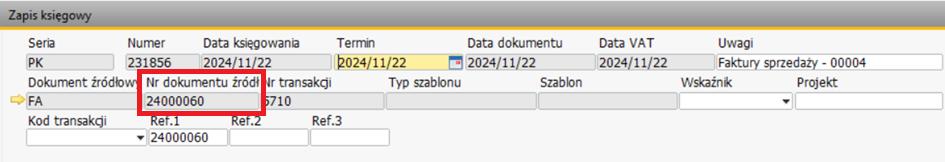 Zapis księgowy
Seria Numer Data księgowania Termin Data dokumentu Data VAT Uwagi
PK 231856 2024/11/22 2024/11/22 2024/11/22 2024/11/22 Faktury sprzedaży - 00004
Dokument źródłowy Nr dokumentu źródł Nr transakcji Typ szablonu Szablon Wskaźnik Projekt
FA 24000060 5710
Kod transakcji Ref.1 Ref.2 Ref.3
24000060